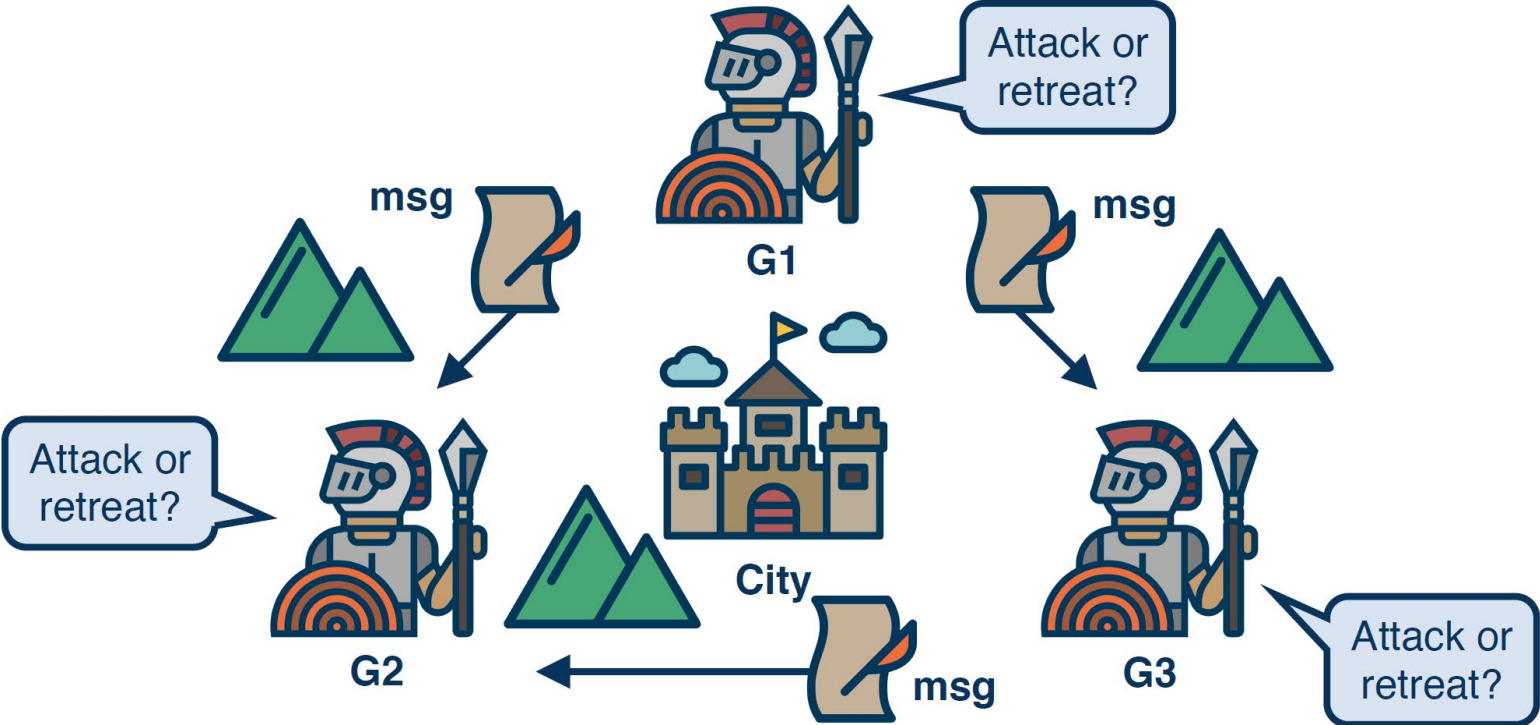 Attack or
retreat?
msg
msg
G1
Attack or
retreat?
City
G2
msg
G3
Attack or
retreat?